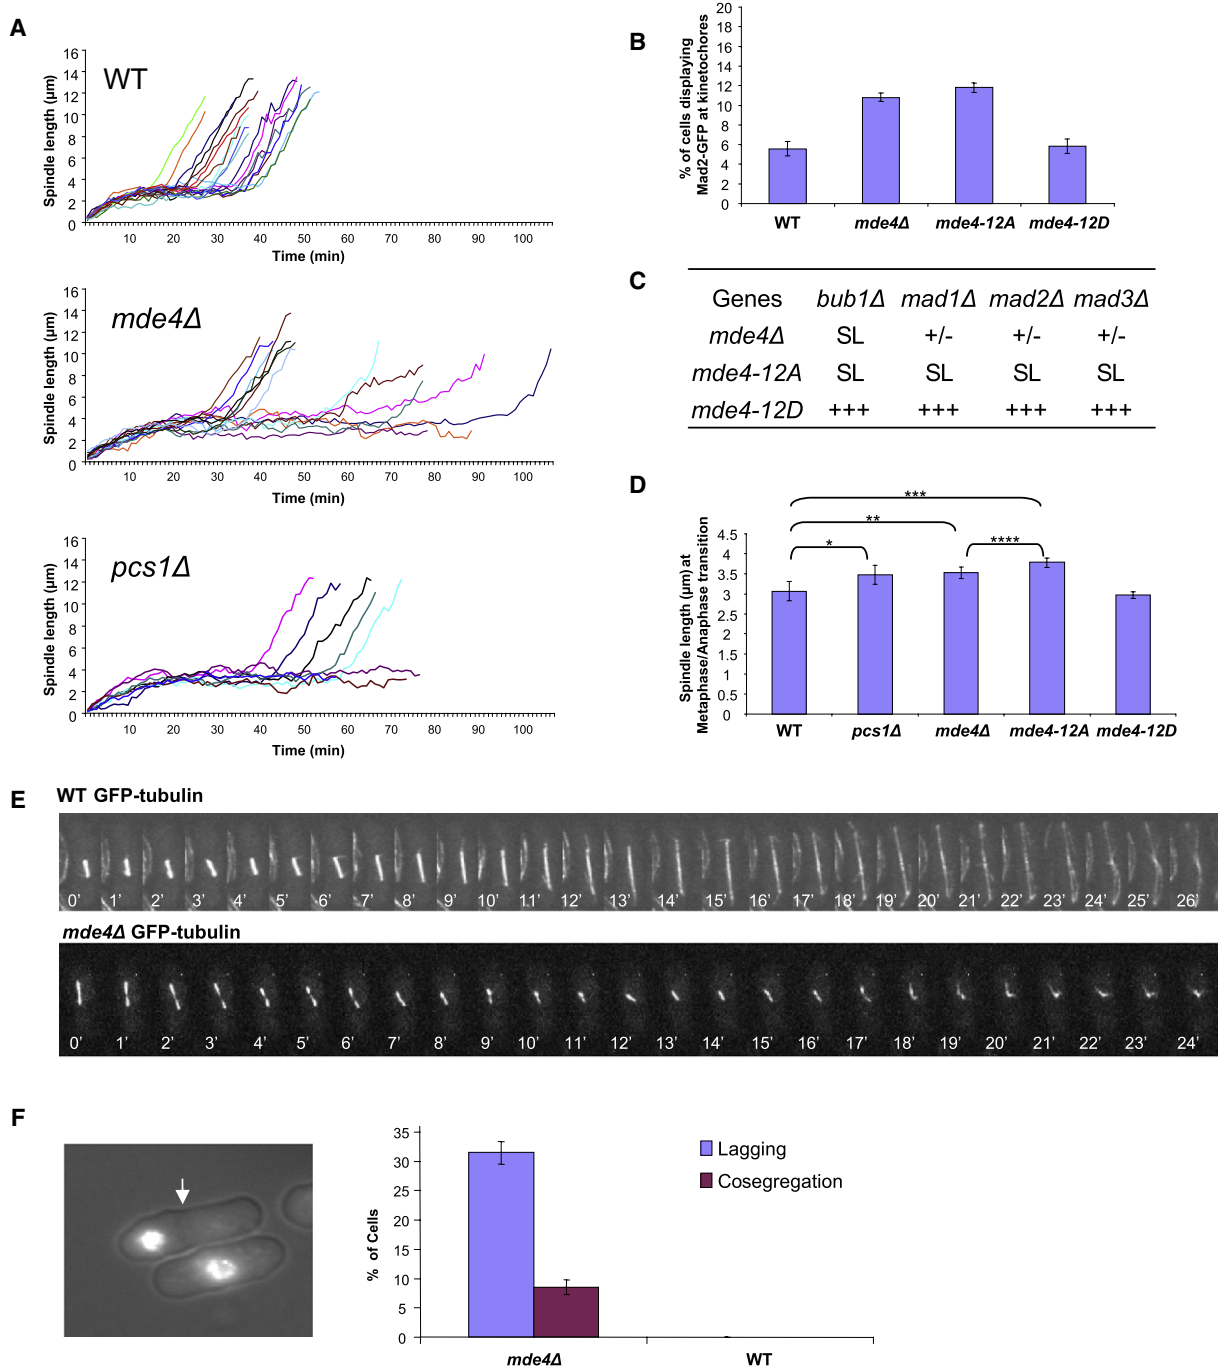 A
Spindle length (μm)
16
14
12
10
8
6
4
2
0
WT
10 20 30 40 50 60 70 80 90 100
Time (min)
Spindle length (μm)
16
14
12
10
8
6
4
2
0
mde4Δ
10 20 30 40 50 60 70 80 90 100
Time (min)
Spindle length (μm)
16
14
12
10
8
6
4
2
0
pcs1Δ
10 20 30 40 50 60 70 80 90 100
Time (min)
B
% of cells displaying
Mad2-GFP at kinetochores
20
18
16
14
12
10
8
6
4
2
0
WT mde4Δ mde4-12A mde4-12D
C
Genes bub1Δ mad1Δ mad2Δ mad3Δ
mde4Δ SL +/- +/- +/-
mde4-12A SL SL SL SL
mde4-12D +++ +++ +++ +++
D
Spindle length (μm) at
Metaphase/Anaphase transition
4.5
4
3.5
3
2.5
2
1.5
1
0.5
0
***
**
*
****
WT pcs1Δ mde4Δ mde4-12A mde4-12D
E
WT GFP-tubulin
0' 1' 2' 3' 4' 5' 6' 7' 8' 9' 10' 11' 12' 13' 14' 15' 16' 17' 18' 19' 20' 21' 22' 23' 24' 25' 26'
mde4Δ GFP-tubulin
0' 1' 2' 3' 4' 5' 6' 7' 8' 9' 10' 11' 12' 13' 14' 15' 16' 17' 18' 19' 20' 21' 22' 23' 24'
F
% of Cells
35
30
25
20
15
10
5
0
Lagging
Cosegregation
mde4Δ WT